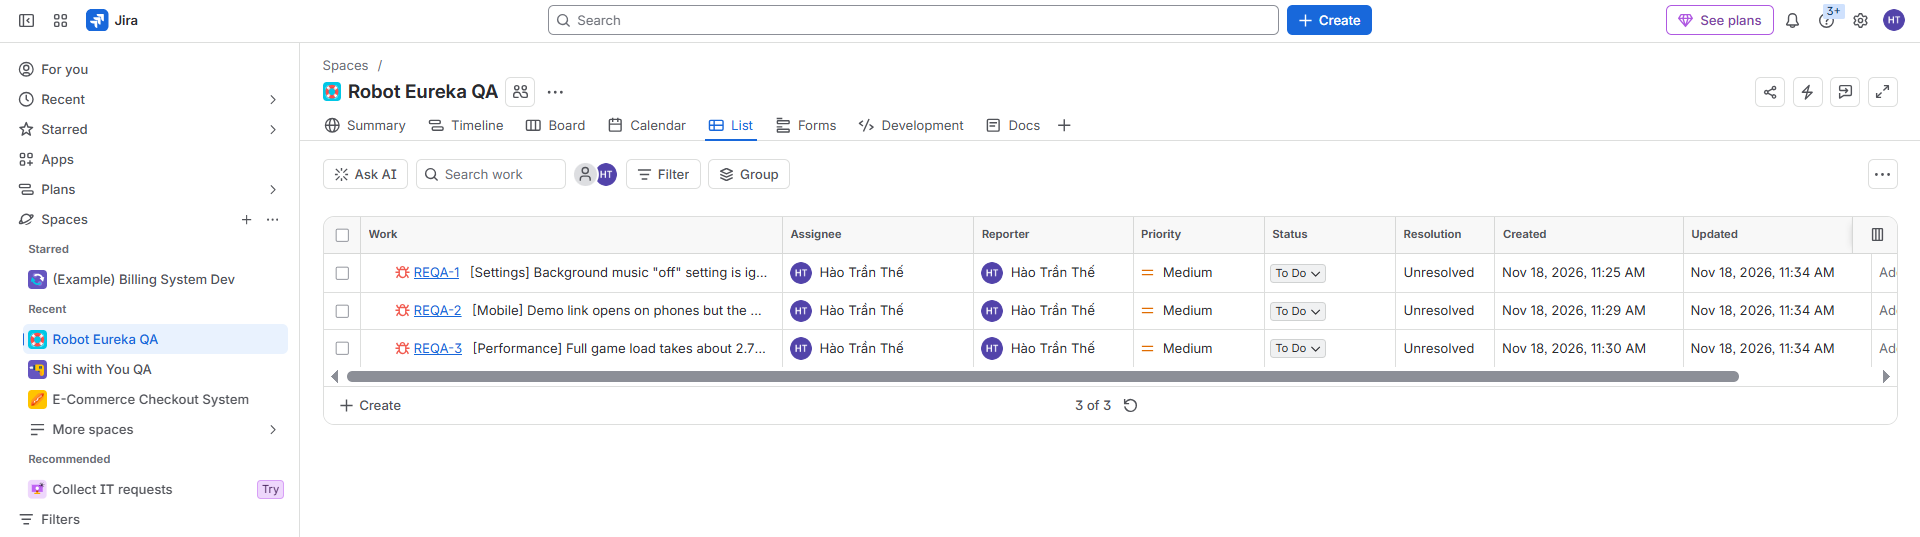 Jira
Search
Create
See plans
3+
HT
For you
Recent
Starred
Apps
Plans
Spaces
Starred
(Example) Billing System Dev
Recent
Robot Eureka QA
Shi with You QA
E-Commerce Checkout System
More spaces
Recommended
Collect IT requests Try
Filters
Spaces /
Robot Eureka QA
Summary Timeline Board Calendar List Forms Development Docs
Ask AI Search work HT Filter Group
Work Assignee Reporter Priority Status Resolution Created Updated
REQA-1 [Settings] Background music "off" setting is ig... HT Hào Trần Thế HT Hào Trần Thế Medium To Do Unresolved Nov 18, 2026, 11:25 AM Nov 18, 2026, 11:34 AM Ad
REQA-2 [Mobile] Demo link opens on phones but the ... HT Hào Trần Thế HT Hào Trần Thế Medium To Do Unresolved Nov 18, 2026, 11:29 AM Nov 18, 2026, 11:34 AM Ad
REQA-3 [Performance] Full game load takes about 2.7... HT Hào Trần Thế HT Hào Trần Thế Medium To Do Unresolved Nov 18, 2026, 11:30 AM Nov 18, 2026, 11:34 AM Ad
Create 3 of 3